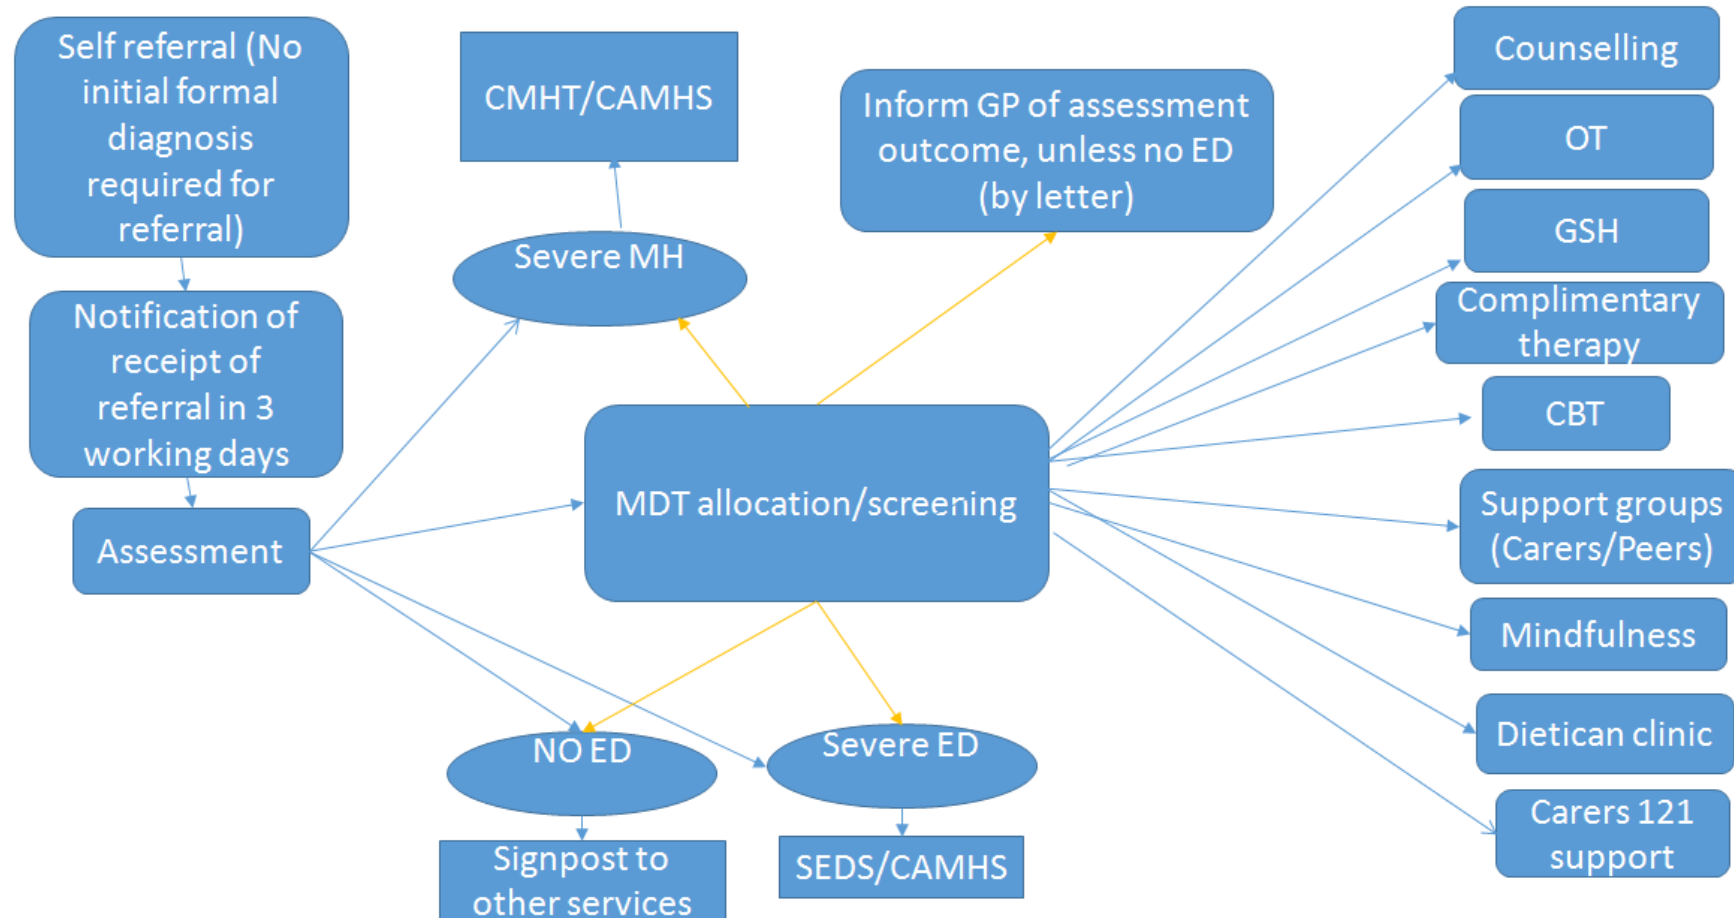 Self referral (No
initial formal
diagnosis
required for
referral)
Notification of
receipt of
referral in 3
working days
Assessment
CMHT/CAMHS
Severe MH
Inform GP of assessment
outcome, unless no ED
(by letter)
MDT allocation/screening
NO ED
Signpost to
other services
Severe ED
SEDS/CAMHS
Counselling
OT
GSH
Complimentary
therapy
CBT
Support groups
(Carers/Peers)
Mindfulness
Dietican clinic
Carers 121
support